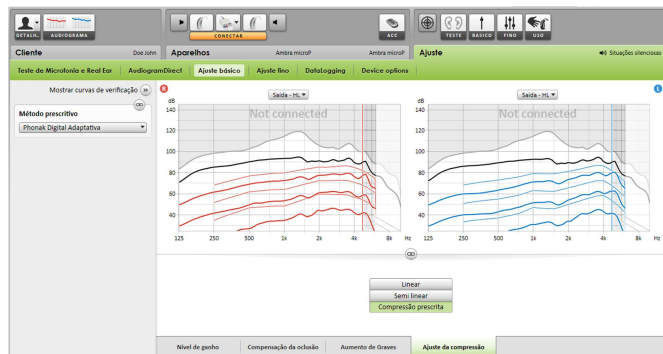 DETALH... AUDIOGRAMA CONECTAR ACC TESTE BÁSICO FINO USO
Cliente Doe John Aparelhos Ambra microP Ambra microP Ajuste Situações silenciosas
Teste de Microfonia e Real Ear AudiogramDirect Ajuste básico Ajuste fino DataLogging Device options
Mostrar curvas de verificação
Método prescritivo
Phonak Digital Adaptativa
R L
Saída - HL Saída - HL
dB dB
Not connected Not connected
140 140
120 120
100 100
80 80
60 60
40 40
125 250 500 1k 2k 4k 8k Hz 125 250 500 1k 2k 4k 8k Hz
Linear
Semi linear
Compressão prescrita
Nível de ganho Compensação da oclusão Aumento de Graves Ajuste da compressão